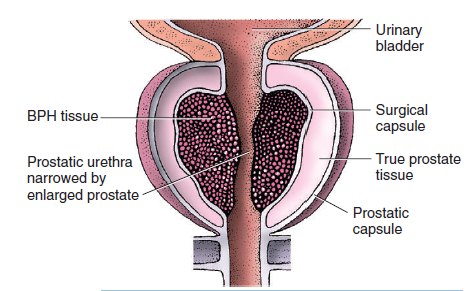 Urinary
bladder
BPH tissue
Surgical
capsule
Prostatic urethra
narrowed by
enlarged prostate
True prostate
tissue
Prostatic
capsule